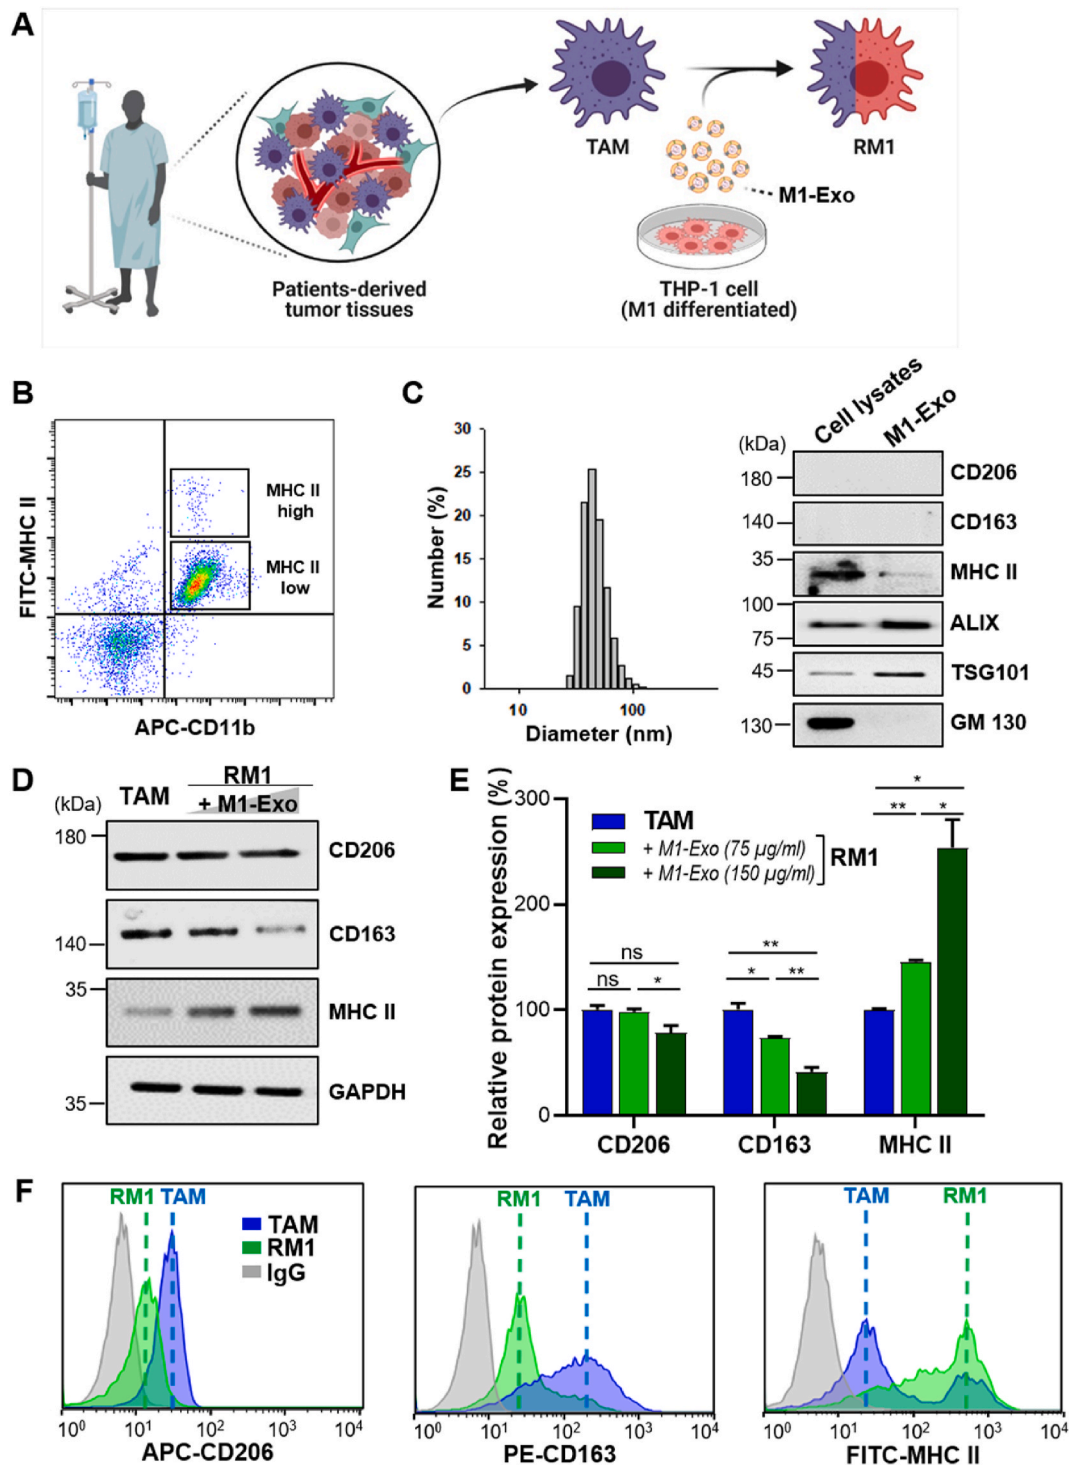 A
TAM
RM1
M1-Exo
Patients-derived
tumor tissues
THP-1 cell
(M1 differentiated)
B
FITC-MHC II
MHC II
high
MHC II
low
APC-CD11b
C
Number (%)
30
25
20
15
10
5
0
10
100
Diameter (nm)
Cell lysates
M1-Exo
(kDa)
180
CD206
140
CD163
35
MHC II
100
75
ALIX
45
TSG101
130
GM 130
D
RM1
(kDa)
TAM
+ M1-Exo
180
CD206
140
CD163
35
MHC II
35
GAPDH
E
Relative protein expression (%)
300
200
100
0
TAM
+ M1-Exo (75 µg/ml)
+ M1-Exo (150 µg/ml)
RM1
ns
ns
*
**
*
**
*
**
*
CD206
CD163
MHC II
F
RM1
TAM
TAM
RM1
IgG
10⁰
10¹
10²
10³
10⁴
APC-CD206
RM1
TAM
10⁰
10¹
10²
10³
10⁴
PE-CD163
TAM
RM1
10⁰
10¹
10²
10³
10⁴
FITC-MHC II